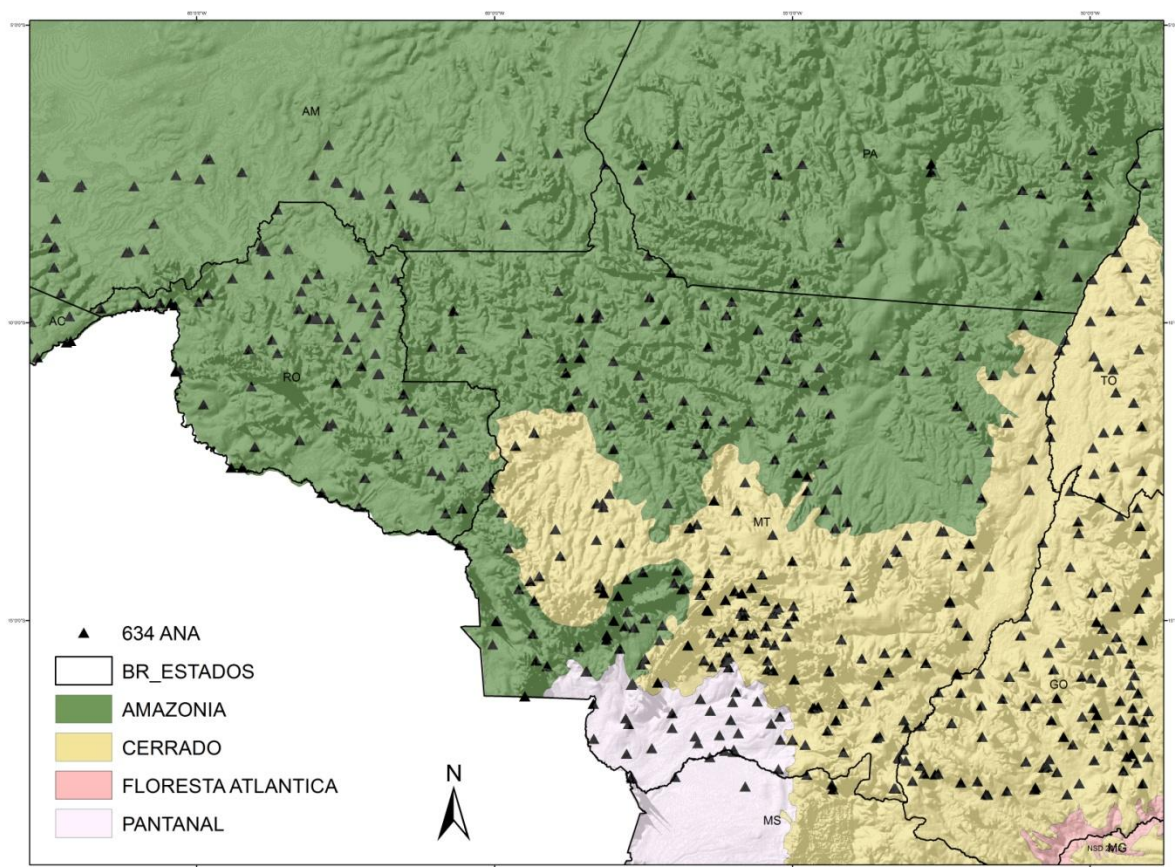 AM
PA
AC
RO
TO
MT
GO
MS
MG
634 ANA
BR_ESTADOS
AMAZONIA
CERRADO
FLORESTA ATLANTICA
PANTANAL
N